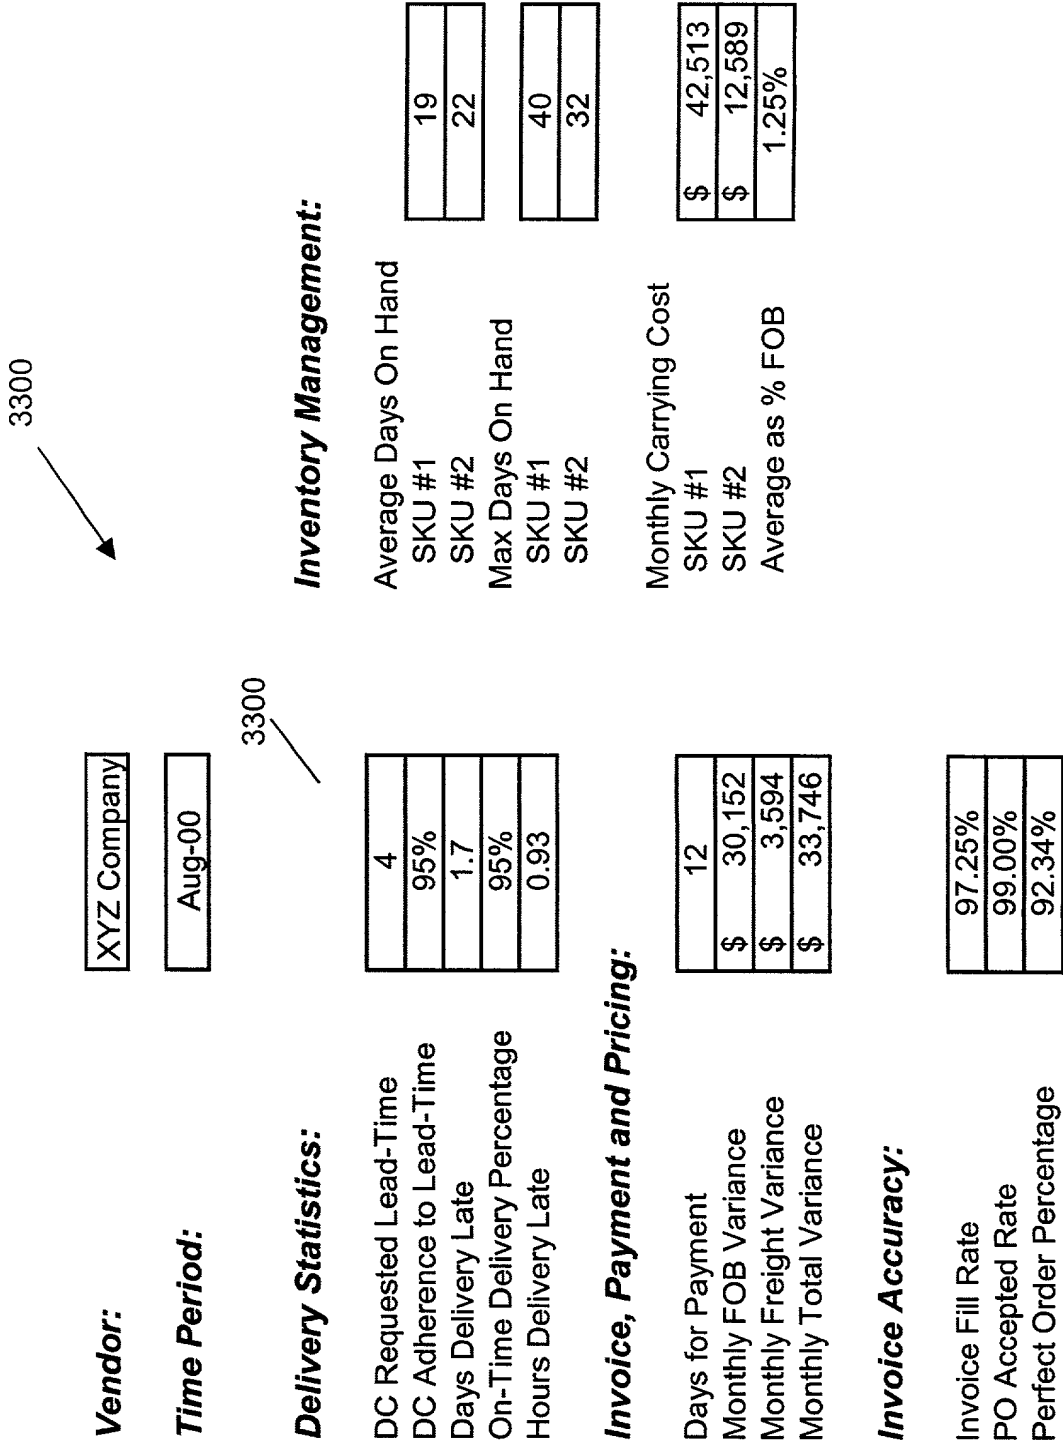 3300
Vendor: XYZ Company
Time Period: Aug-00
3300
Delivery Statistics:
DC Requested Lead-Time 4
DC Adherence to Lead-Time 95%
Days Delivery Late 1.7
On-Time Delivery Percentage 95%
Hours Delivery Late 0.93
Invoice, Payment and Pricing:
Days for Payment 12
Monthly FOB Variance $ 30,152
Monthly Freight Variance $ 3,594
Monthly Total Variance $ 33,746
Invoice Accuracy:
Invoice Fill Rate 97.25%
PO Accepted Rate 99.00%
Perfect Order Percentage 92.34%
Inventory Management:
Average Days On Hand
SKU #1 19
SKU #2 22
Max Days On Hand
SKU #1 40
SKU #2 32
Monthly Carrying Cost
SKU #1 $ 42,513
SKU #2 $ 12,589
Average as % FOB 1.25%